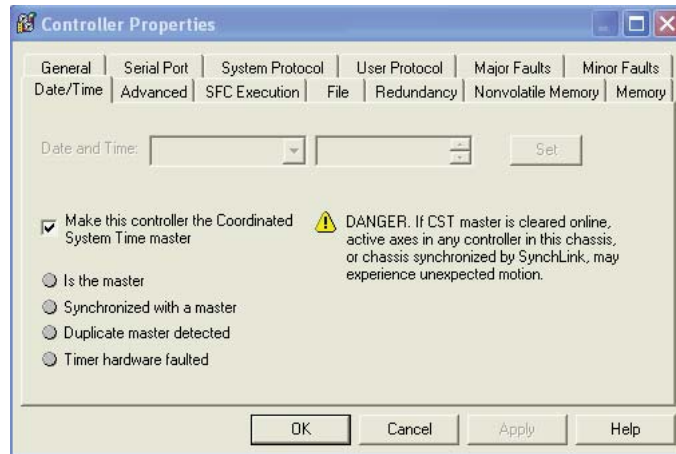 Controller Properties
General Serial Port System Protocol User Protocol Major Faults Minor Faults
Date/Time Advanced SFC Execution File Redundancy Nonvolatile Memory Memory
Date and Time: Set
Make this controller the Coordinated
System Time master
DANGER. If CST master is cleared online,
active axes in any controller in this chassis,
or chassis synchronized by SynchLink, may
experience unexpected motion.
Is the master
Synchronized with a master
Duplicate master detected
Timer hardware faulted
OK Cancel Apply Help